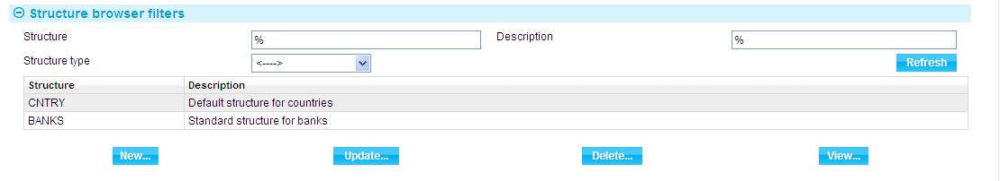 Structure browser filters
Structure % Description %
Structure type <----> Refresh
Structure Description
CNTRY Default structure for countries
BANKS Standard structure for banks
New... Update... Delete... View...